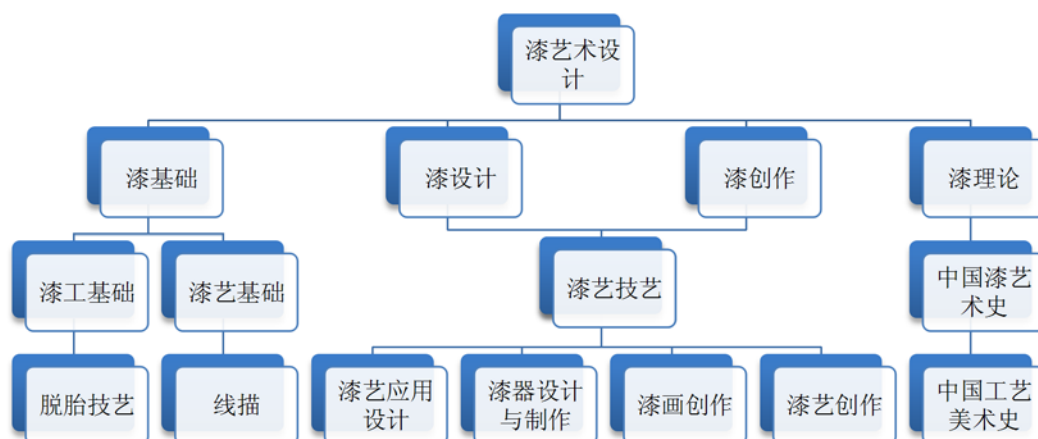 漆艺术设
计
漆基础
漆设计
漆创作
漆理论
漆工基础
漆艺基础
漆艺技艺
中国漆艺
术史
脱胎技艺
线描
漆艺应用
设计
漆器设计
与制作
漆画创作
漆艺创作
中国工艺
美术史